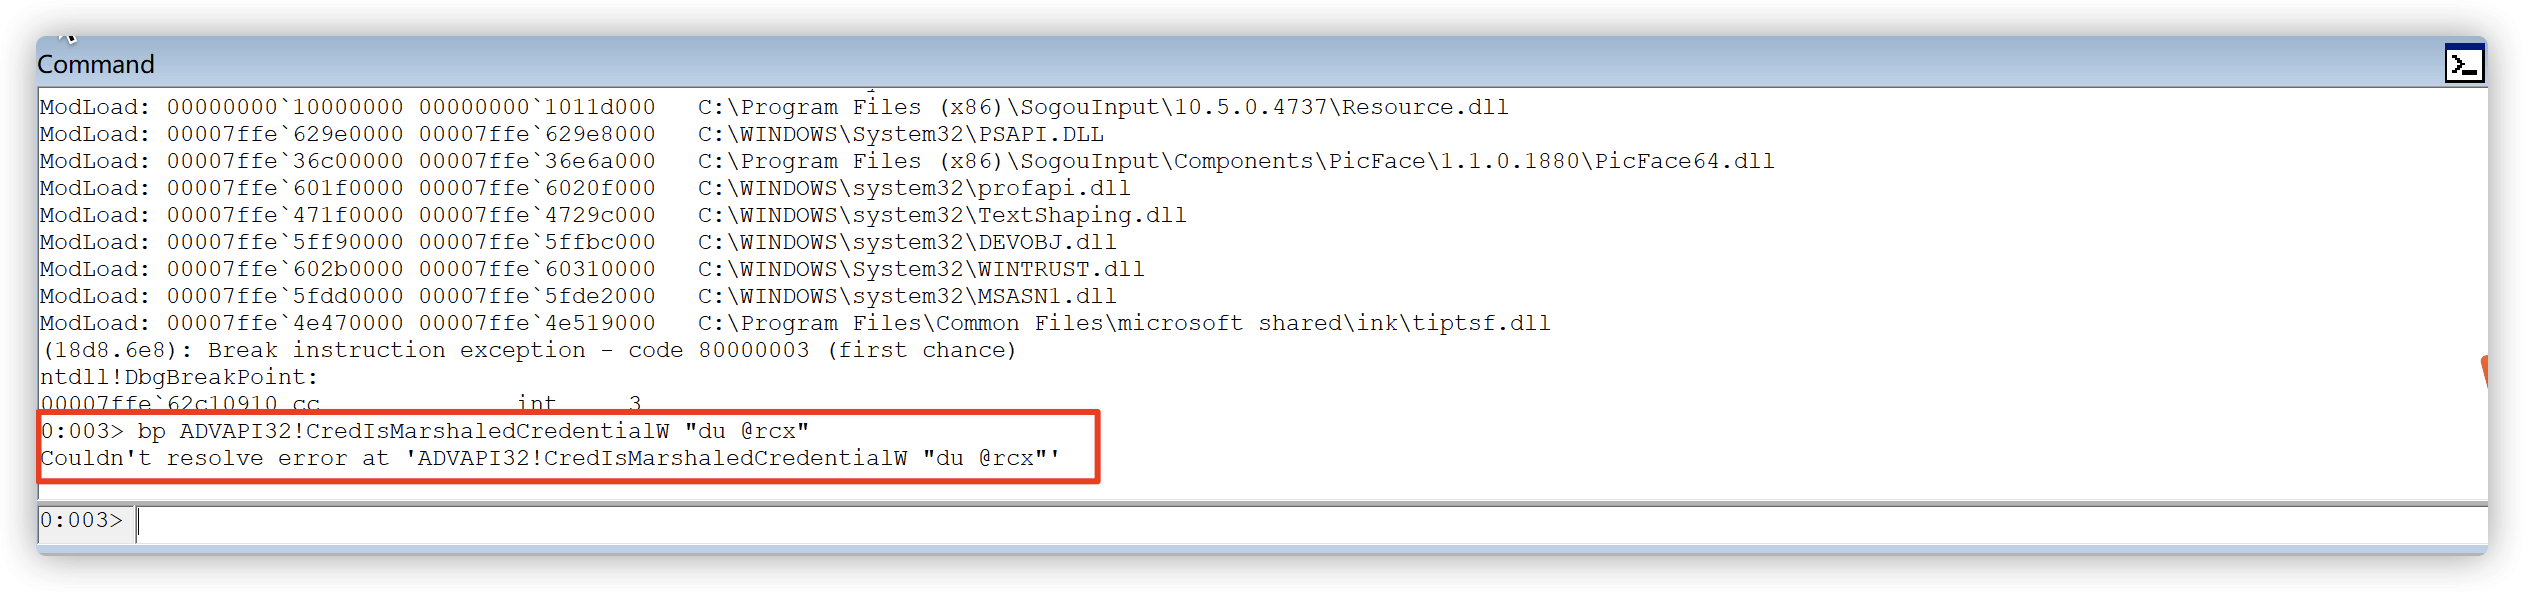 Command
ModLoad: 00000000`10000000 00000000`1011d000   C:\Program Files (x86)\SogouInput\10.5.0.4737\Resource.dll
ModLoad: 00007ffe`629e0000 00007ffe`629e8000   C:\WINDOWS\System32\PSAPI.DLL
ModLoad: 00007ffe`36c00000 00007ffe`36e6a000   C:\Program Files (x86)\SogouInput\Components\PicFace\1.1.0.1880\PicFace64.dll
ModLoad: 00007ffe`601f0000 00007ffe`6020f000   C:\WINDOWS\system32\profapi.dll
ModLoad: 00007ffe`471f0000 00007ffe`4729c000   C:\WINDOWS\system32\TextShaping.dll
ModLoad: 00007ffe`5ff90000 00007ffe`5ffbc000   C:\WINDOWS\system32\DEVOBJ.dll
ModLoad: 00007ffe`602b0000 00007ffe`60310000   C:\WINDOWS\System32\WINTRUST.dll
ModLoad: 00007ffe`5fdd0000 00007ffe`5fde2000   C:\WINDOWS\system32\MSASN1.dll
ModLoad: 00007ffe`4e470000 00007ffe`4e519000   C:\Program Files\Common Files\microsoft shared\ink\tiptsf.dll
(18d8.6e8): Break instruction exception - code 80000003 (first chance)
ntdll!DbgBreakPoint:
00007ffe`62c10910 cc              int     3
0:003> bp ADVAPI32!CredIsMarshaledCredentialW "du @rcx"
Couldn't resolve error at 'ADVAPI32!CredIsMarshaledCredentialW "du @rcx"'
0:003>